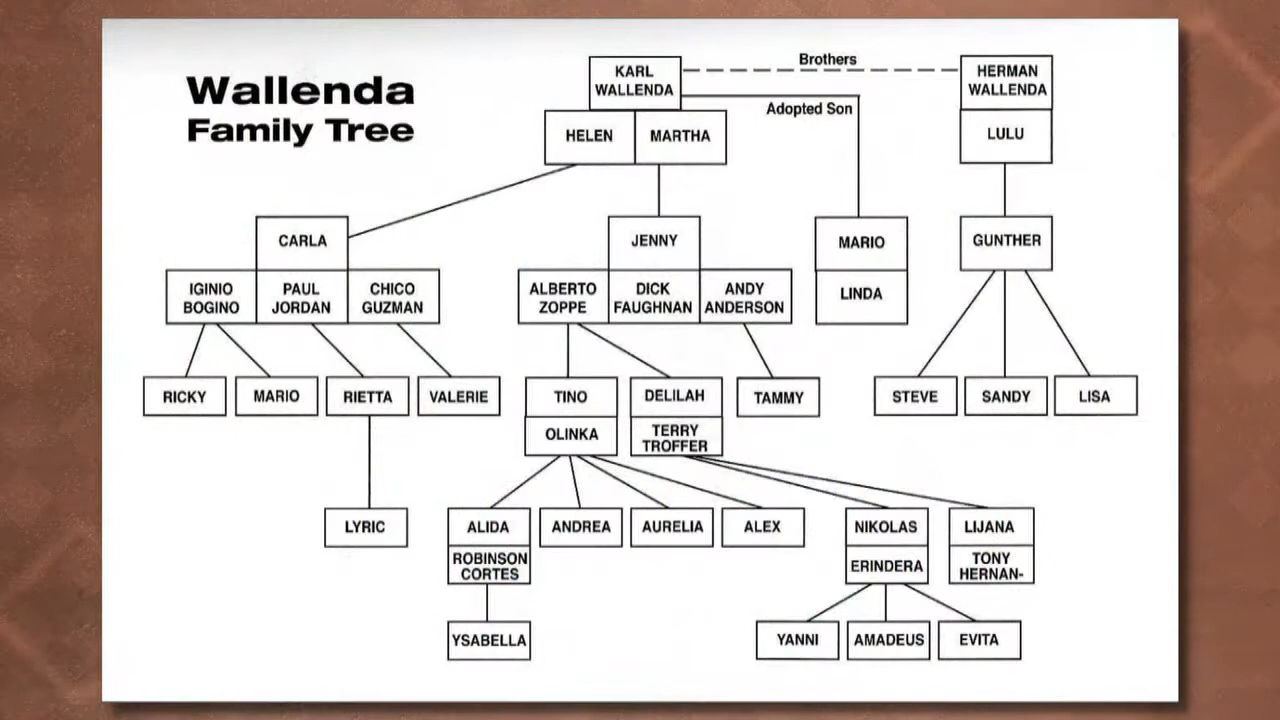 Wallenda
Family Tree
KARL
WALLENDA
Brothers
HERMAN
WALLENDA
Adopted Son
HELEN
MARTHA
LULU
CARLA
JENNY
MARIO
GUNTHER
IGINIO
BOGINO
PAUL
JORDAN
CHICO
GUZMAN
ALBERTO
ZOPPE
DICK
FAUGHNAN
ANDY
ANDERSON
LINDA
RICKY
MARIO
RIETTA
VALERIE
TINO
DELILAH
TAMMY
STEVE
SANDY
LISA
OLINKA
TERRY
TROFFER
LYRIC
ALIDA
ANDREA
AURELIA
ALEX
NIKOLAS
LIJANA
ROBINSON
CORTES
ERINDERA
TONY
HERNAN-
YSABELLA
YANNI
AMADEUS
EVITA